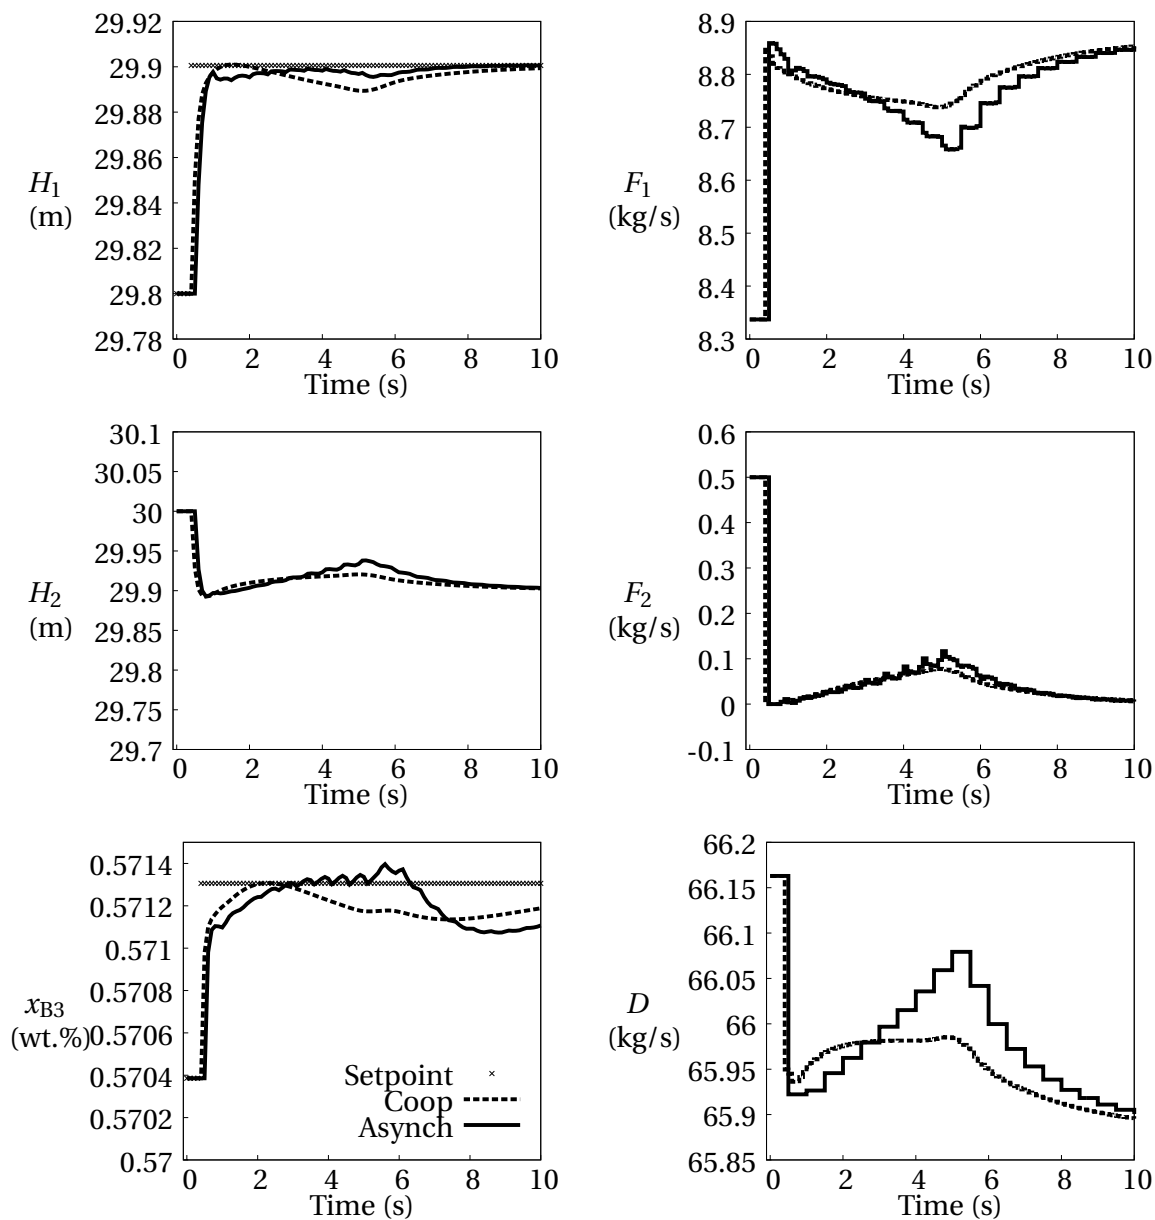 29.92
29.9
29.88
29.86
29.84
29.82
29.8
29.78
H1
(m)
0 2 4 6 8 10
Time (s)
8.9
8.8
8.7
8.6
8.5
8.4
8.3
F1
(kg/s)
0 2 4 6 8 10
Time (s)
30.1
30.05
30
29.95
29.9
29.85
29.8
29.75
29.7
H2
(m)
0 2 4 6 8 10
Time (s)
0.6
0.5
0.4
0.3
0.2
0.1
0
-0.1
F2
(kg/s)
0 2 4 6 8 10
Time (s)
0.5714
0.5712
0.571
0.5708
0.5706
0.5704
0.5702
0.57
xB3
(wt.%)
Setpoint
Coop
Asynch
0 2 4 6 8 10
Time (s)
66.2
66.15
66.1
66.05
66
65.95
65.9
65.85
D
(kg/s)
0 2 4 6 8 10
Time (s)